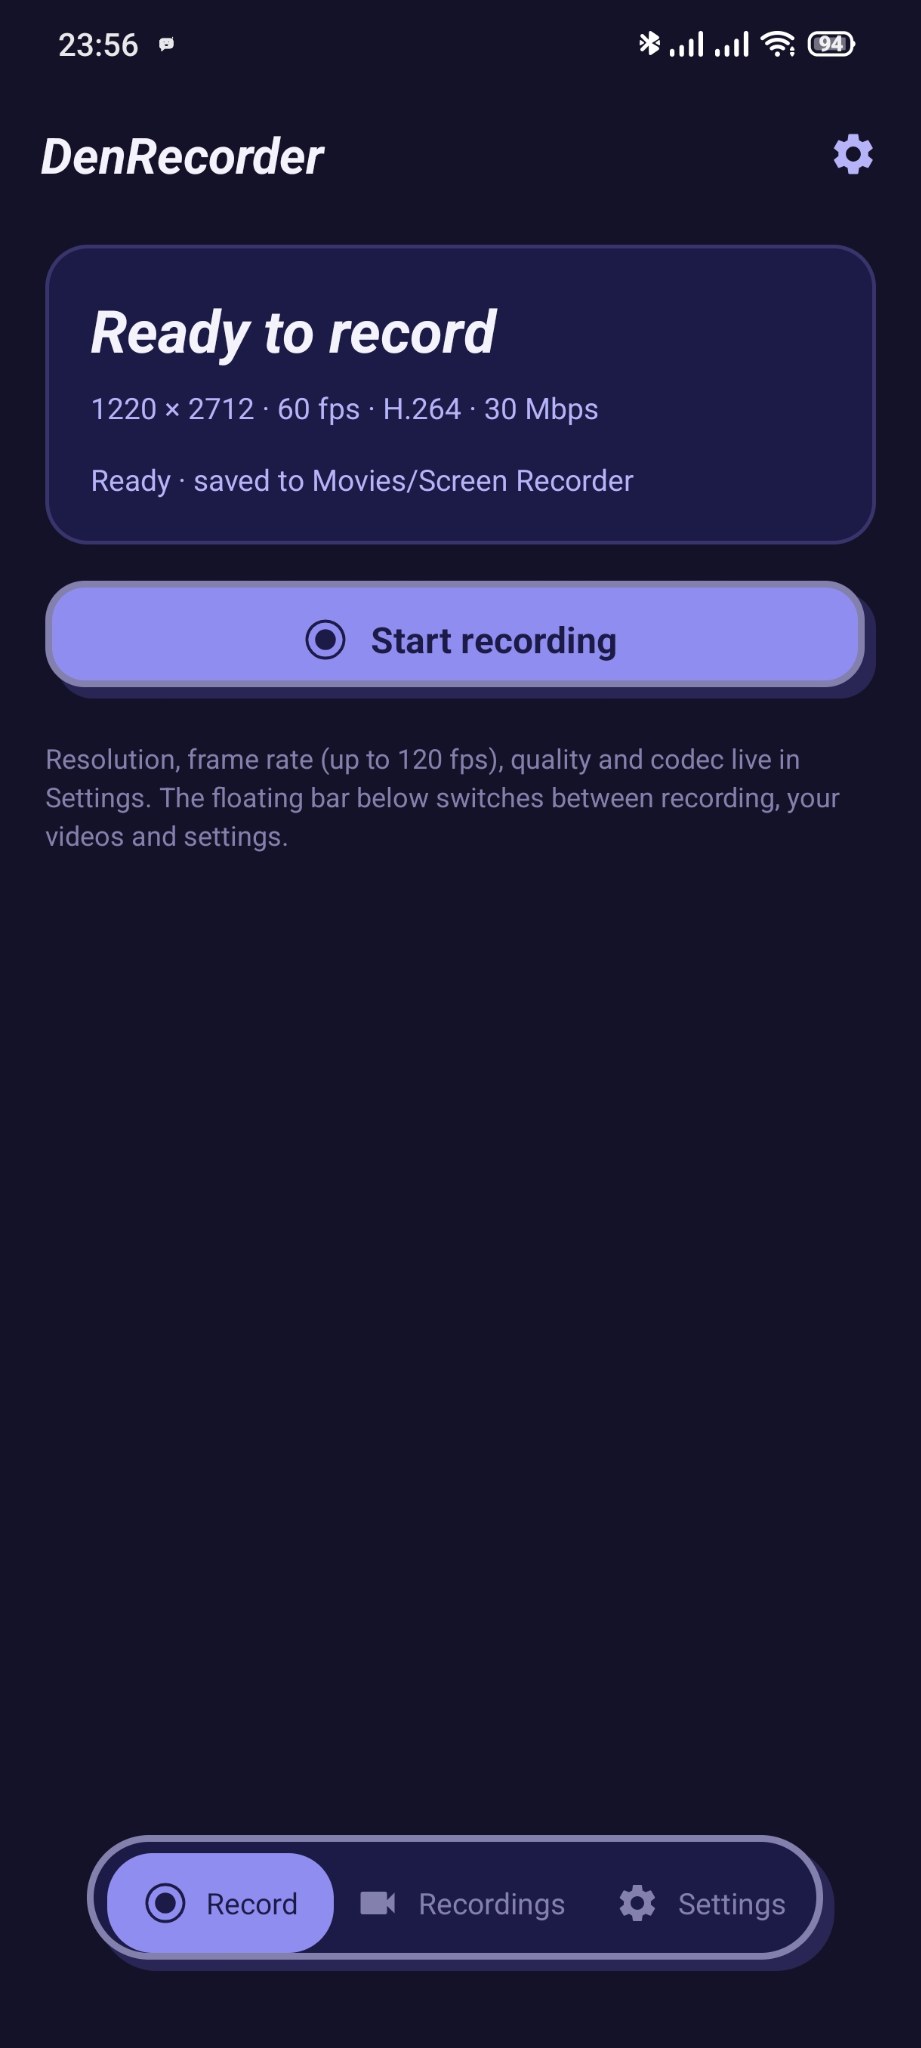 23:56
94
DenRecorder
Ready to record
1220 × 2712 · 60 fps · H.264 · 30 Mbps
Ready · saved to Movies/Screen Recorder
Start recording
Resolution, frame rate (up to 120 fps), quality and codec live in
Settings. The floating bar below switches between recording, your
videos and settings.
Record
Recordings
Settings